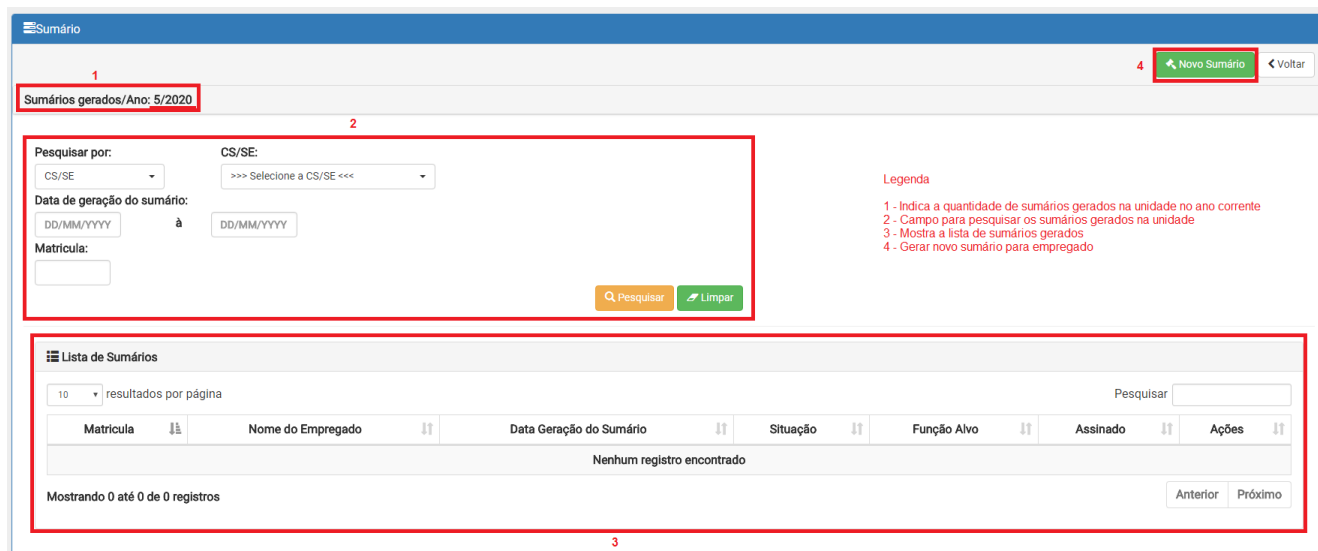 Sumário
4
Novo Sumário
Voltar
1
Sumários gerados/Ano: 5/2020
2
Pesquisar por:
CS/SE:
CS/SE
>>> Selecione a CS/SE <<<
Data de geração do sumário:
DD/MM/YYYY à DD/MM/YYYY
Matricula:
Pesquisar
Limpar
Legenda
1 - Indica a quantidade de sumários gerados na unidade no ano corrente
2 - Campo para pesquisar os sumários gerados na unidade
3 - Mostra a lista de sumários gerados
4 - Gerar novo sumário para empregado
Lista de Sumários
10 resultados por página
Pesquisar
Matricula Nome do Empregado Data Geração do Sumário Situação Função Alvo Assinado Ações
Nenhum registro encontrado
Mostrando 0 até 0 de 0 registros
Anterior Próximo
3